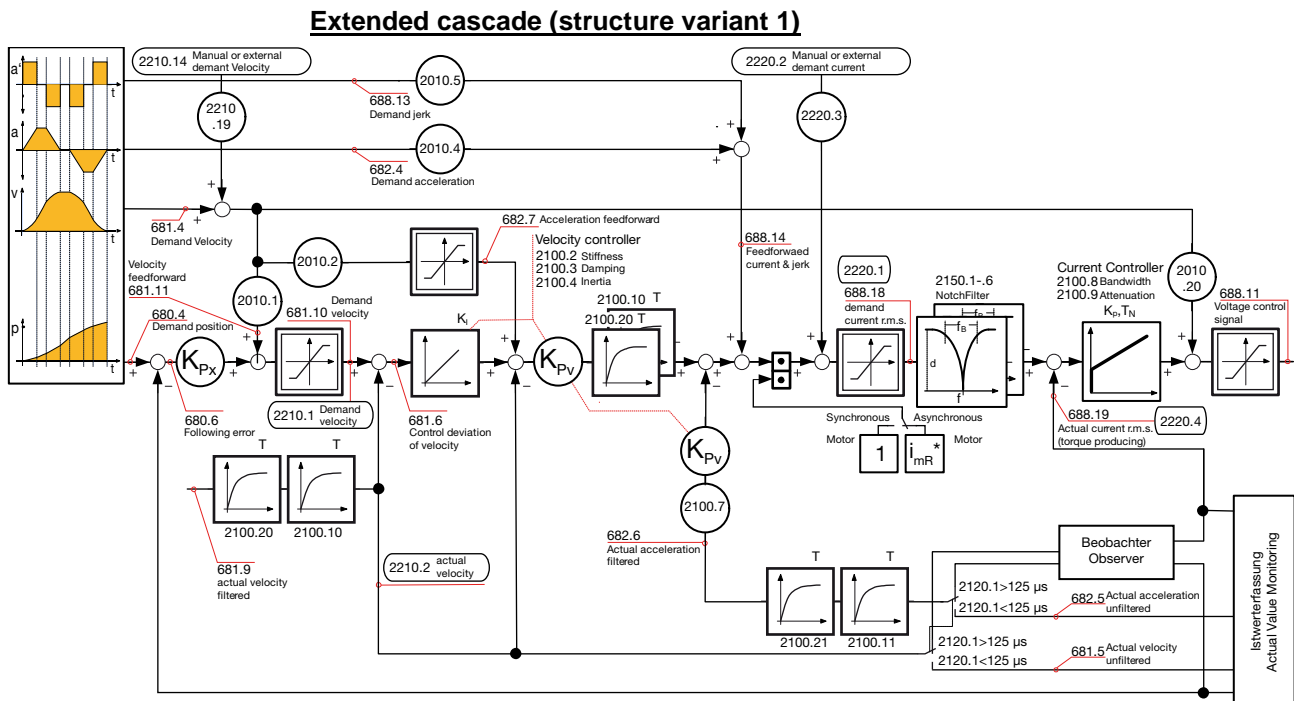 Extended cascade (structure variant 1)
2210.14 Manual or external
demant Velocity
2220.2 Manual or external
demant current
a'
t
2010.5
688.13
Demand jerk
2210
.19
2220.3
a
t
2010.4
682.4
Demand acceleration
v
t
681.4
Demand Velocity
682.7 Acceleration feedforward
Velocity controller
2100.2 Stiffness
2100.3 Damping
2100.4 Inertia
688.14
Feedforwaed
current & jerk
2010.2
Velocity
feedforward
681.11
2010.1
681.10 Demand
velocity
2220.1
688.18
demand
current r.m.s.
2150.1-.6
NotchFilter
Current Controller
2100.8 Bandwidth
2100.9 Attenuation
2010
.20
688.11
Voltage control
signal
p
t
680.4
Demand position
KPx
KI
KPv
2100.10 T
2100.20 T
fB
fB
d
f
KP,TN
680.6
Following error
2210.1 Demand
velocity
681.6
Control deviation
of velocity
KPv
Synchronous
Motor
1
Asynchronous
Motor
imR*
688.19
Actual current r.m.s.
(torque producing)
2220.4
T
T
2100.20
2100.10
2100.7
682.6
Actual acceleration
filtered
681.9
actual velocity
filtered
2210.2 actual
velocity
T
T
2100.21
2100.11
Beobachter
Observer
2120.1>125 µs
2120.1<125 µs
682.5 Actual acceleration
unfiltered
2120.1>125 µs
2120.1<125 µs
681.5 Actual velocity
unfiltered
Istwerterfassung
Actual Value Monitoring